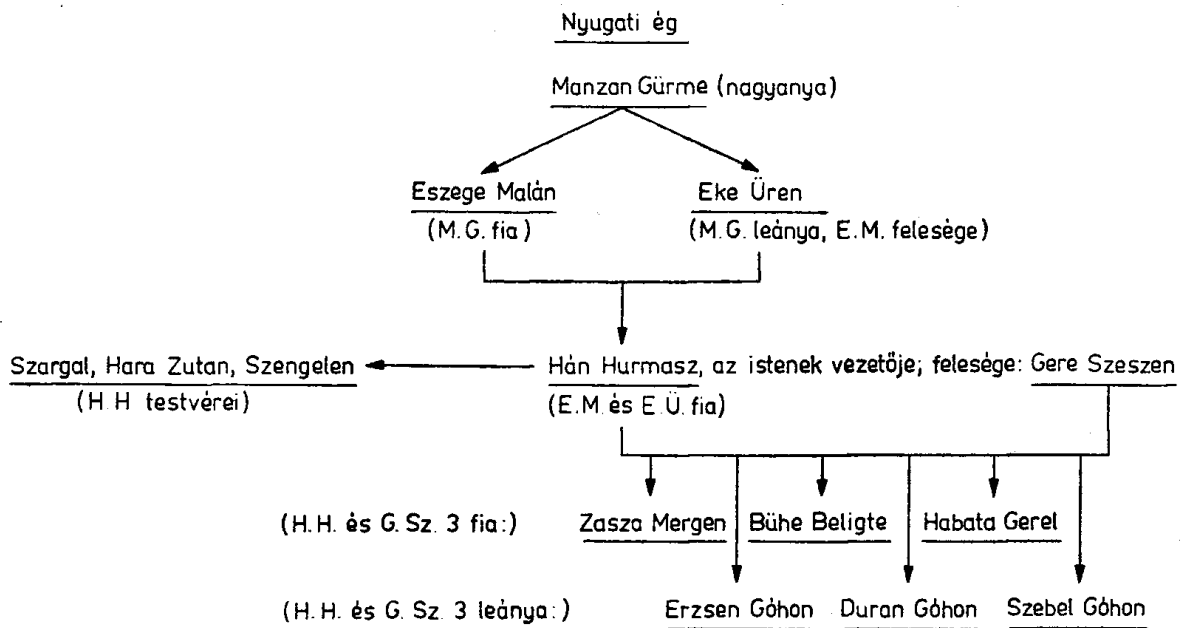 Nyugati ég
Manzan Gürme (nagyanya)
Eszege Malán
(M.G. fia)
Eke Üren
(M.G. leánya, E.M. felesége)
Szargal, Hara Zutan, Szengelen
(H.H testvérei)
Hán Hurmasz, az istenek vezetője; felesége: Gere Szeszen
(E.M. és E.Ü. fia)
(H.H. és G.Sz. 3 fia:) Zasza Mergen Bühe Beligte Habata Gerel
(H.H. és G.Sz. 3 leánya:) Erzsen Góhon Duran Góhon Szebel Góhon